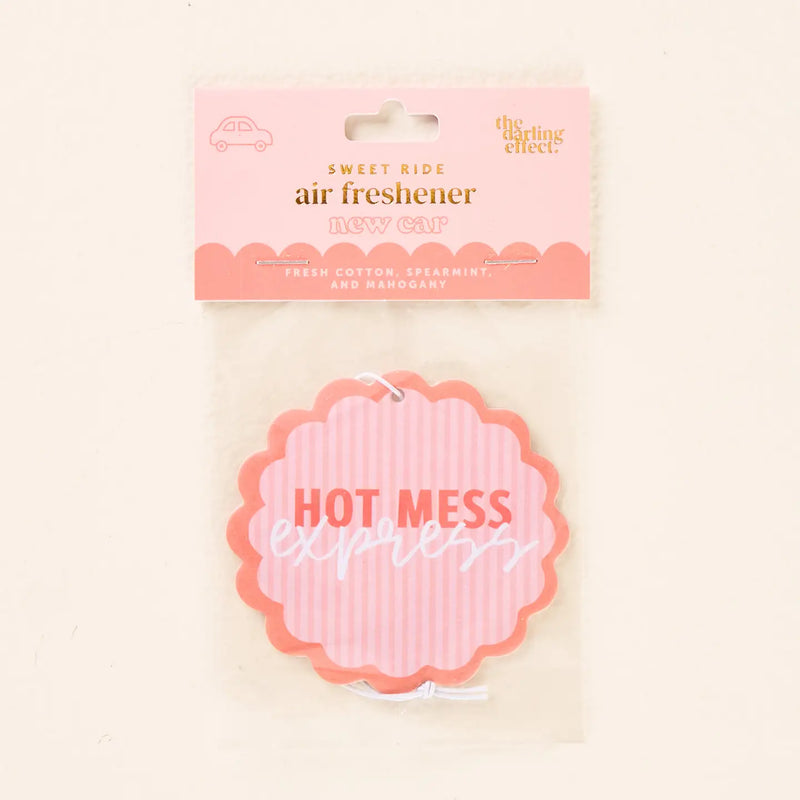 the
darling
effect.
SWEET RIDE
air freshener
new car
FRESH COTTON, SPEARMINT,
AND MAHOGANY
HOT MESS
express